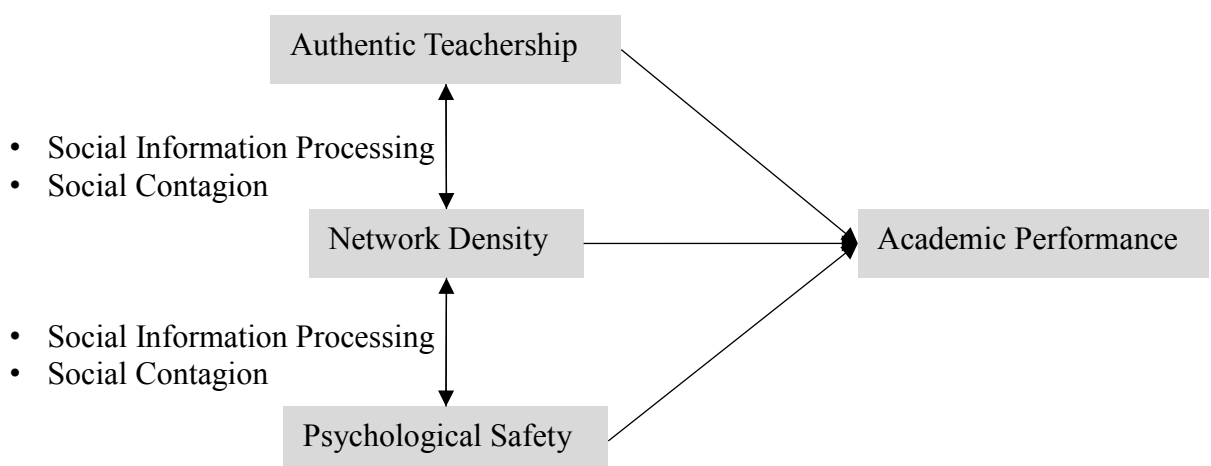 Authentic Teachership
• Social Information Processing
• Social Contagion
Network Density
Academic Performance
• Social Information Processing
• Social Contagion
Psychological Safety